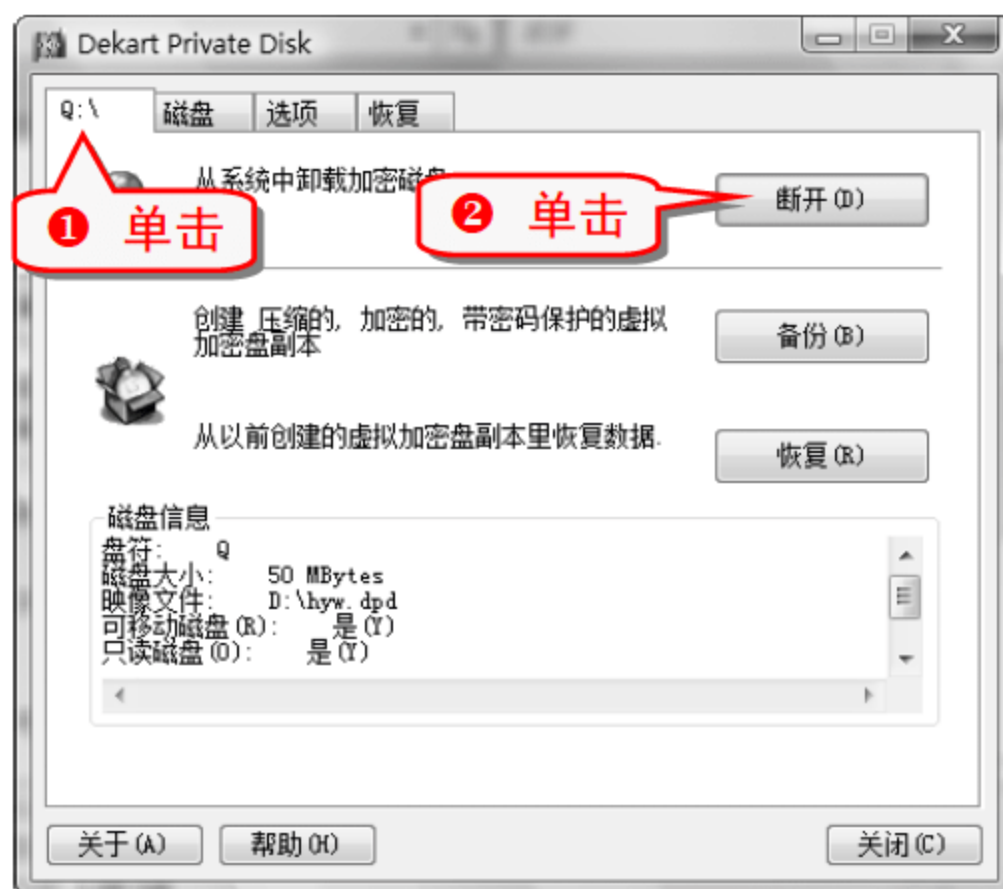 Dekart Private Disk
Q:\ 磁盘 选项 恢复
从系统中卸载加密磁盘
断开(D)
❶ 单击
❷ 单击
创建 压缩的, 加密的, 带密码保护的虚拟
加密盘副本
备份(B)
从以前创建的虚拟加密盘副本里恢复数据.
恢复(R)
磁盘信息
盘符: Q
磁盘大小: 50 MBytes
映像文件: D:\hyw.dpd
可移动磁盘(R): 是(Y)
只读磁盘(O): 是(Y)
关于(A) 帮助(H) 关闭(C)